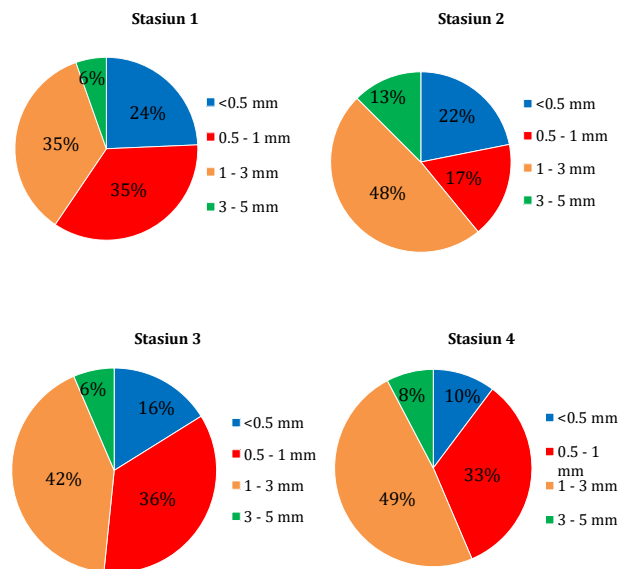 Stasiun 1
6%
24%
35%
35%
<0.5 mm
0.5 - 1 mm
1 - 3 mm
3 - 5 mm
Stasiun 2
13%
22%
17%
48%
<0.5 mm
0.5 - 1 mm
1 - 3 mm
3 - 5 mm
Stasiun 3
6%
16%
42%
36%
<0.5 mm
0.5 - 1 mm
1 - 3 mm
3 - 5 mm
Stasiun 4
8%
10%
33%
49%
<0.5 mm
0.5 - 1
mm
1 - 3 mm
3 - 5 mm